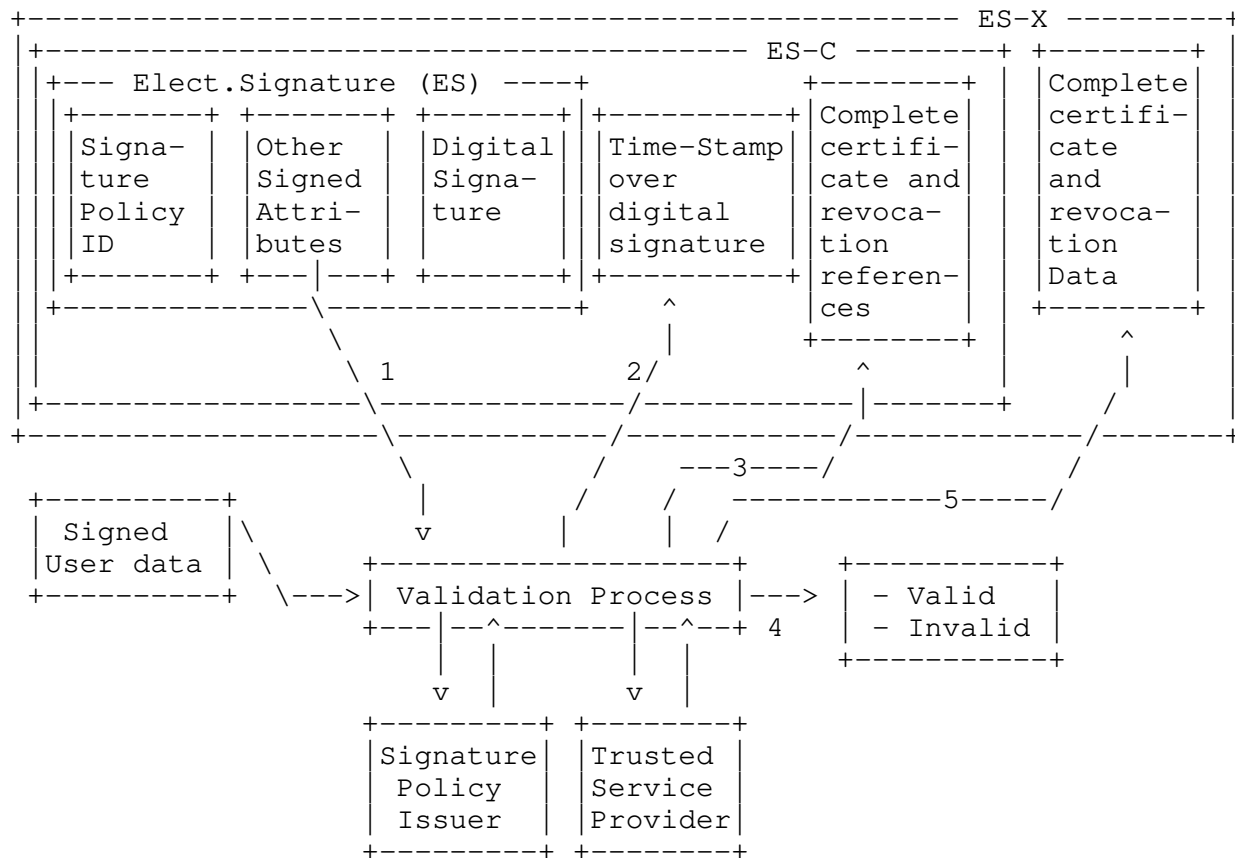 ES-X
ES-C
Elect.Signature (ES)
Signa-
ture
Policy
ID
Other
Signed
Attri-
butes
Digital
Signa-
ture
Time-Stamp
over
digital
signature
Complete
certifi-
cate and
revoca-
tion
referen-
ces
Complete
certifi-
cate
and
revoca-
tion
Data
1
2
3
5
Signed
User data
Validation Process
4
- Valid
- Invalid
Signature
Policy
Issuer
Trusted
Service
Provider